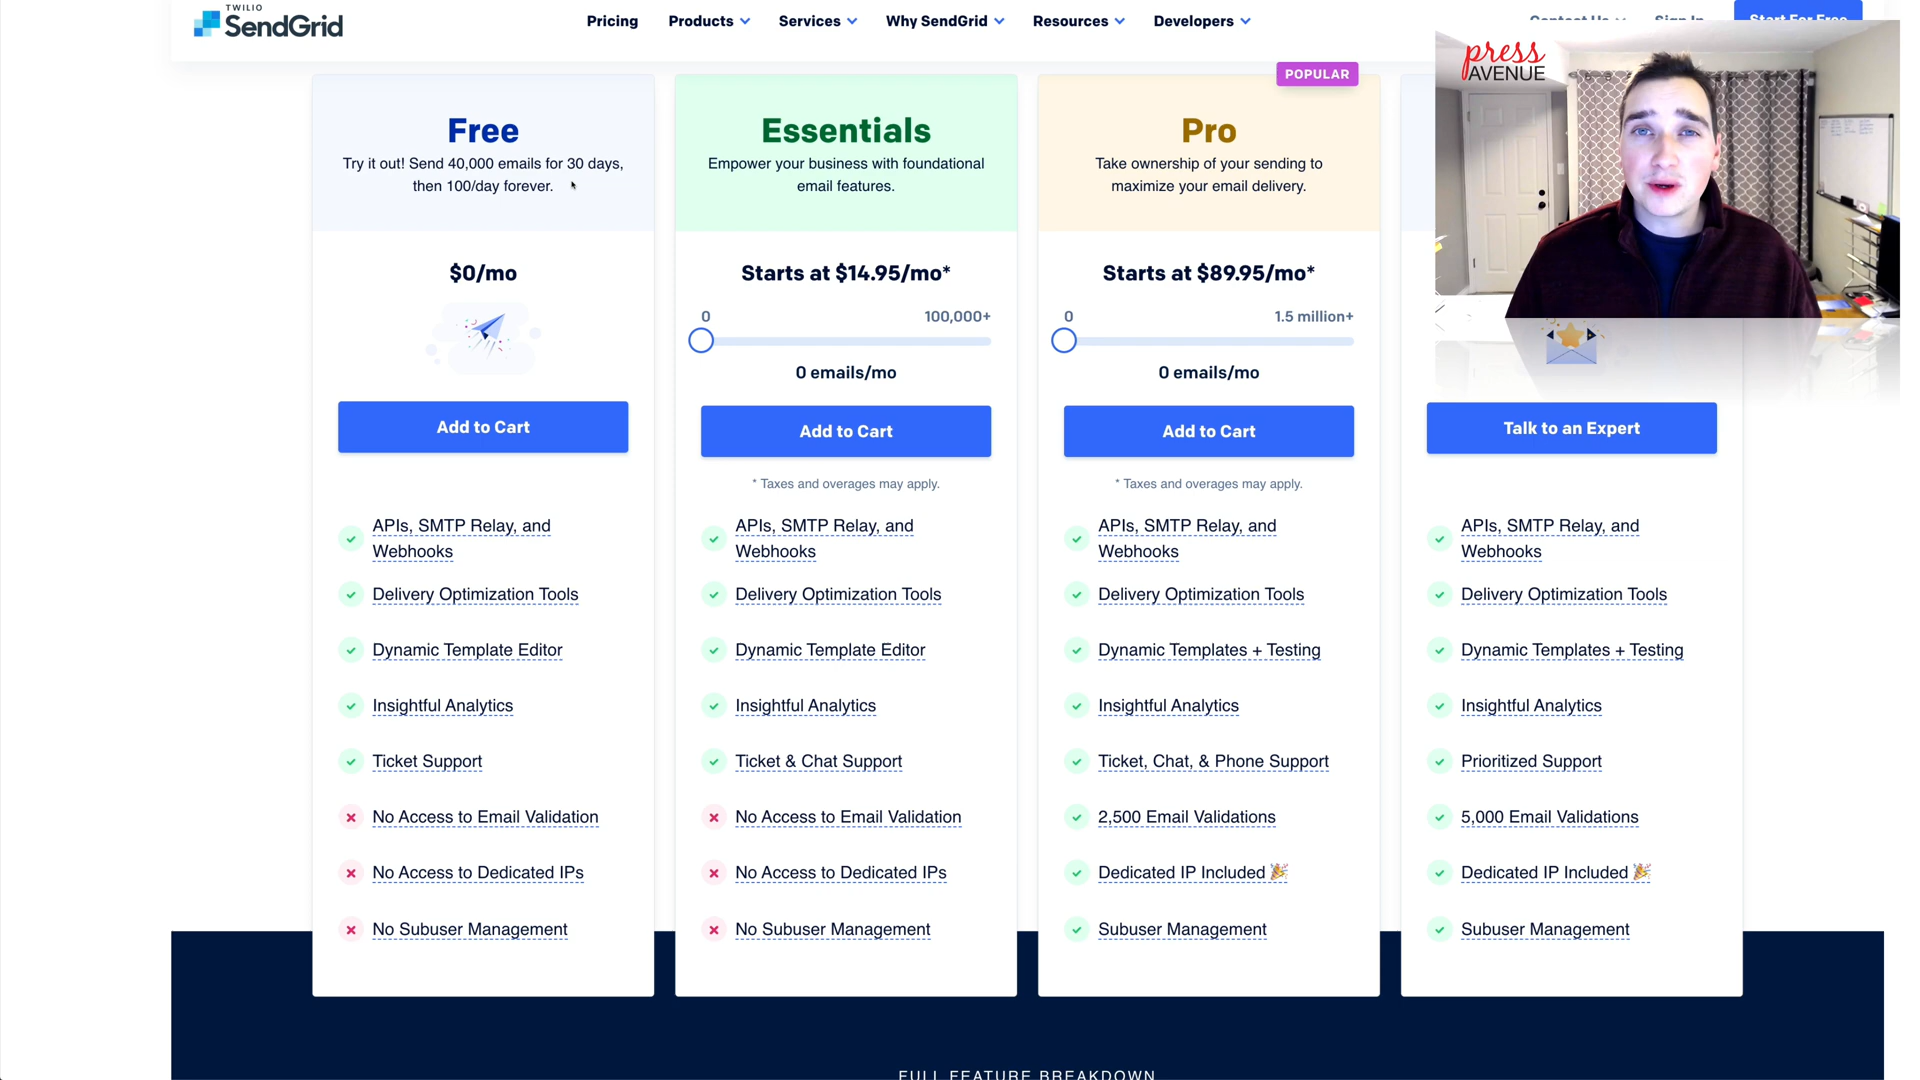 TWILIO
SendGrid
Pricing Products Services Why SendGrid Resources Developers Contact Us Sign In Start For Free
press
AVENUE
POPULAR
Free
Try it out! Send 40,000 emails for 30 days,
then 100/day forever.
$0/mo
Add to Cart
APIs, SMTP Relay, and
Webhooks
Delivery Optimization Tools
Dynamic Template Editor
Insightful Analytics
Ticket Support
No Access to Email Validation
No Access to Dedicated IPs
No Subuser Management
Essentials
Empower your business with foundational
email features.
Starts at $14.95/mo*
0 100,000+
0 emails/mo
Add to Cart
* Taxes and overages may apply.
APIs, SMTP Relay, and
Webhooks
Delivery Optimization Tools
Dynamic Template Editor
Insightful Analytics
Ticket & Chat Support
No Access to Email Validation
No Access to Dedicated IPs
No Subuser Management
Pro
Take ownership of your sending to
maximize your email delivery.
Starts at $89.95/mo*
0 1.5 million+
0 emails/mo
Add to Cart
* Taxes and overages may apply.
APIs, SMTP Relay, and
Webhooks
Delivery Optimization Tools
Dynamic Templates + Testing
Insightful Analytics
Ticket, Chat, & Phone Support
2,500 Email Validations
Dedicated IP Included 🎉
Subuser Management
Talk to an Expert
APIs, SMTP Relay, and
Webhooks
Delivery Optimization Tools
Dynamic Templates + Testing
Insightful Analytics
Prioritized Support
5,000 Email Validations
Dedicated IP Included 🎉
Subuser Management
FULL FEATURE BREAKDOWN